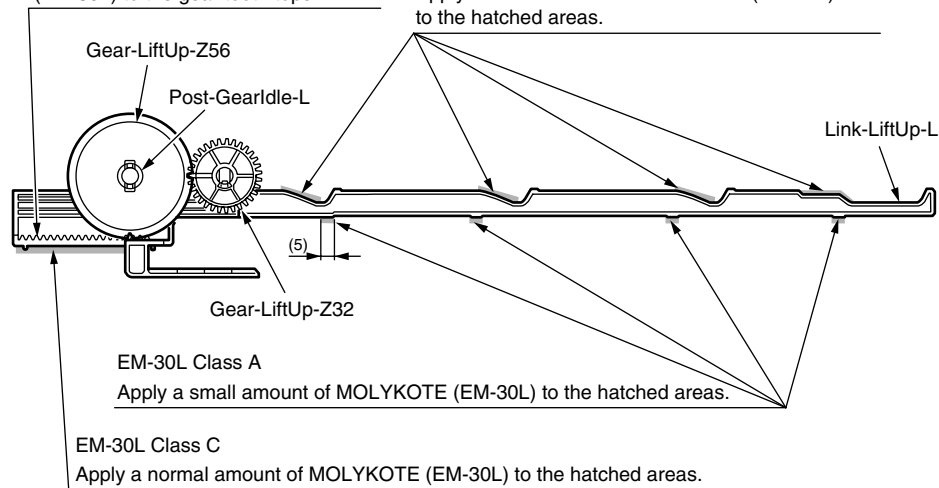 to the hatched areas.
Gear-LiftUp-Z56
Post-GearIdle-L
Link-LiftUp-L
(5)
Gear-LiftUp-Z32
EM-30L Class A
Apply a small amount of MOLYKOTE (EM-30L) to the hatched areas.
EM-30L Class C
Apply a normal amount of MOLYKOTE (EM-30L) to the hatched areas.